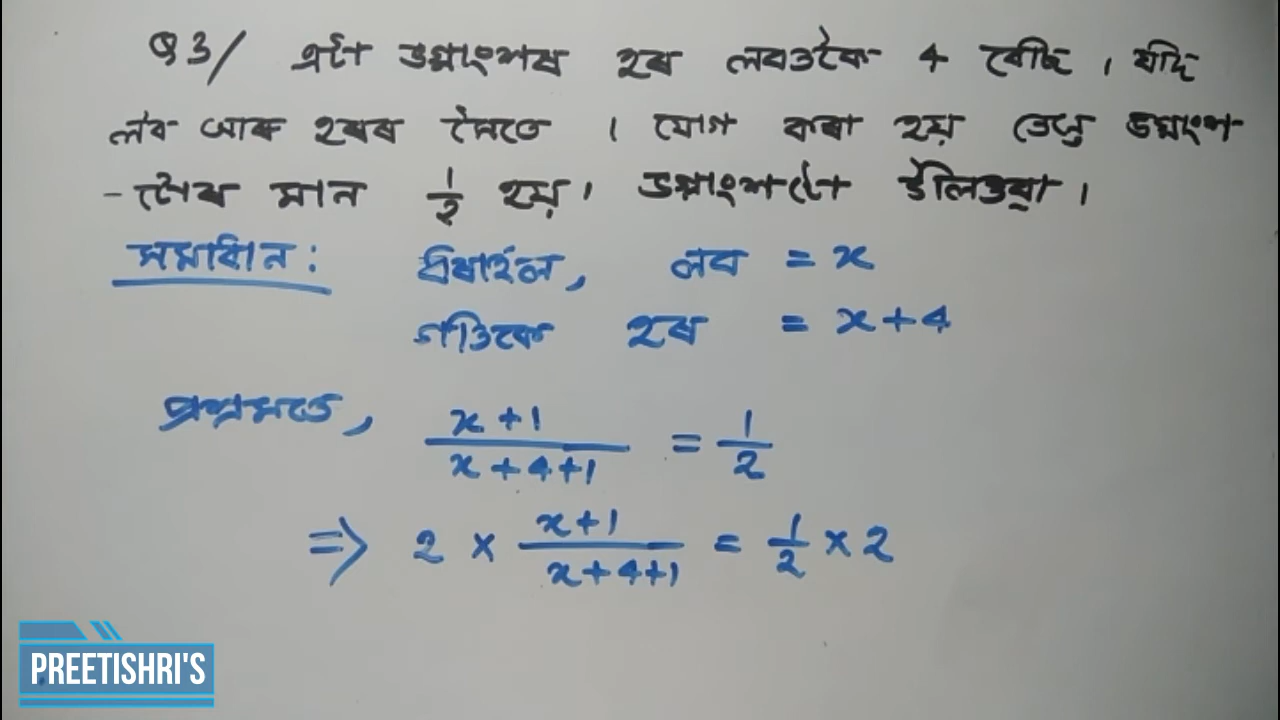 Q3/ এটা ভগ্নাংশৰ হৰ লবতকৈ 4 বেছি । যদি
লব আৰু হৰৰ সৈতে 1 যোগ কৰা হয় তেন্তে ভগ্নাংশ
-টোৰ মান 1/2 হয়। ভগ্নাংশটো উলিওৱা।
সমাধান : ধৰাহ'ল, লব = x
গতিকে হৰ = x+4
প্ৰশ্নমতে, x+1 / x+4+1 = 1/2
⇒ 2 × x+1 / x+4+1 = 1/2 × 2
PREETISHRI'S